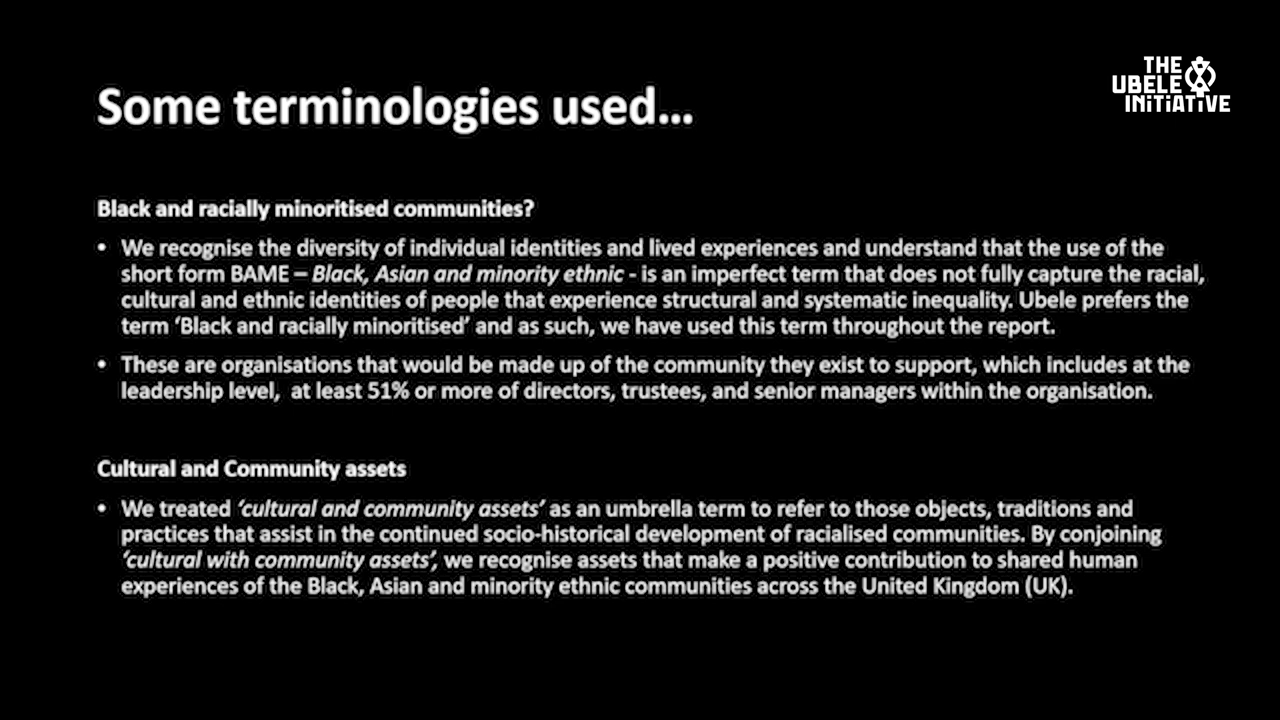 THE
UBELE
INITIATIVE
Some terminologies used...
Black and racially minoritised communities?
• We recognise the diversity of individual identities and lived experiences and understand that the use of the
short form BAME – Black, Asian and minority ethnic - is an imperfect term that does not fully capture the racial,
cultural and ethnic identities of people that experience structural and systematic inequality. Ubele prefers the
term ‘Black and racially minoritised’ and as such, we have used this term throughout the report.
• These are organisations that would be made up of the community they exist to support, which includes at the
leadership level,  at least 51% or more of directors, trustees, and senior managers within the organisation.
Cultural and Community assets
• We treated ‘cultural and community assets’ as an umbrella term to refer to those objects, traditions and
practices that assist in the continued socio-historical development of racialised communities. By conjoining
‘cultural with community assets’, we recognise assets that make a positive contribution to shared human
experiences of the Black, Asian and minority ethnic communities across the United Kingdom (UK).